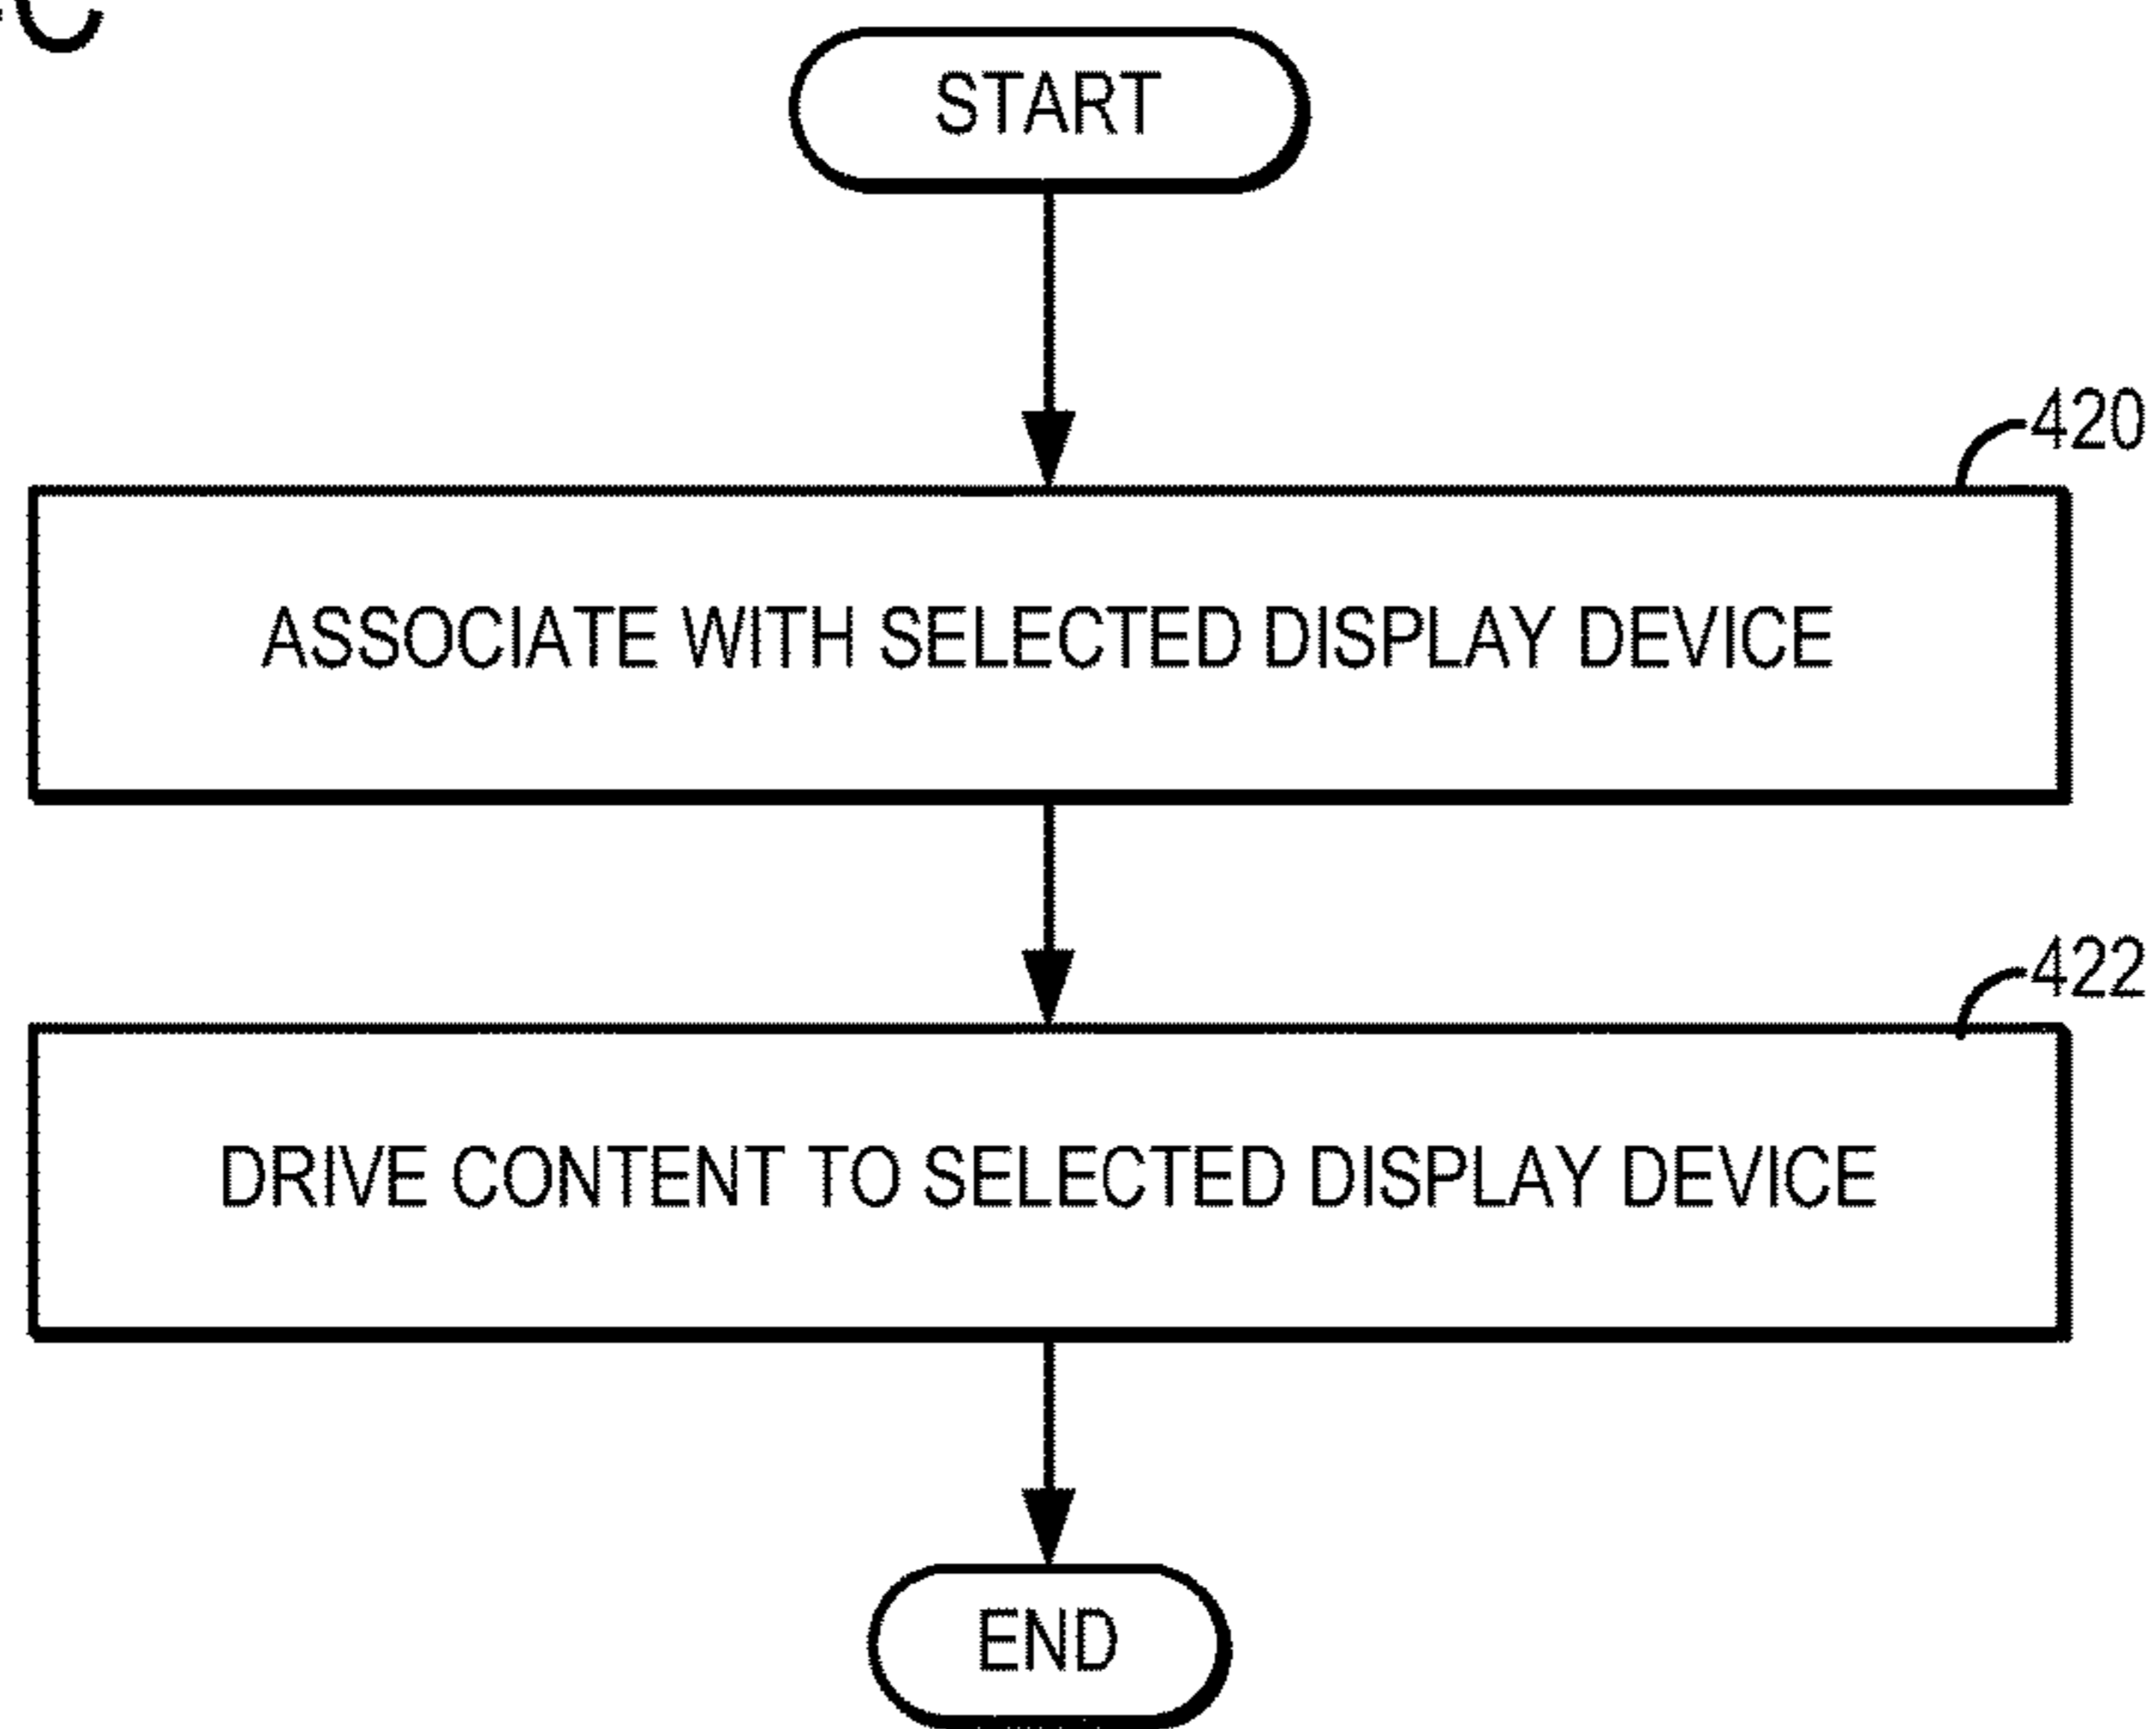 START
420
ASSOCIATE WITH SELECTED DISPLAY DEVICE
422
DRIVE CONTENT TO SELECTED DISPLAY DEVICE
END